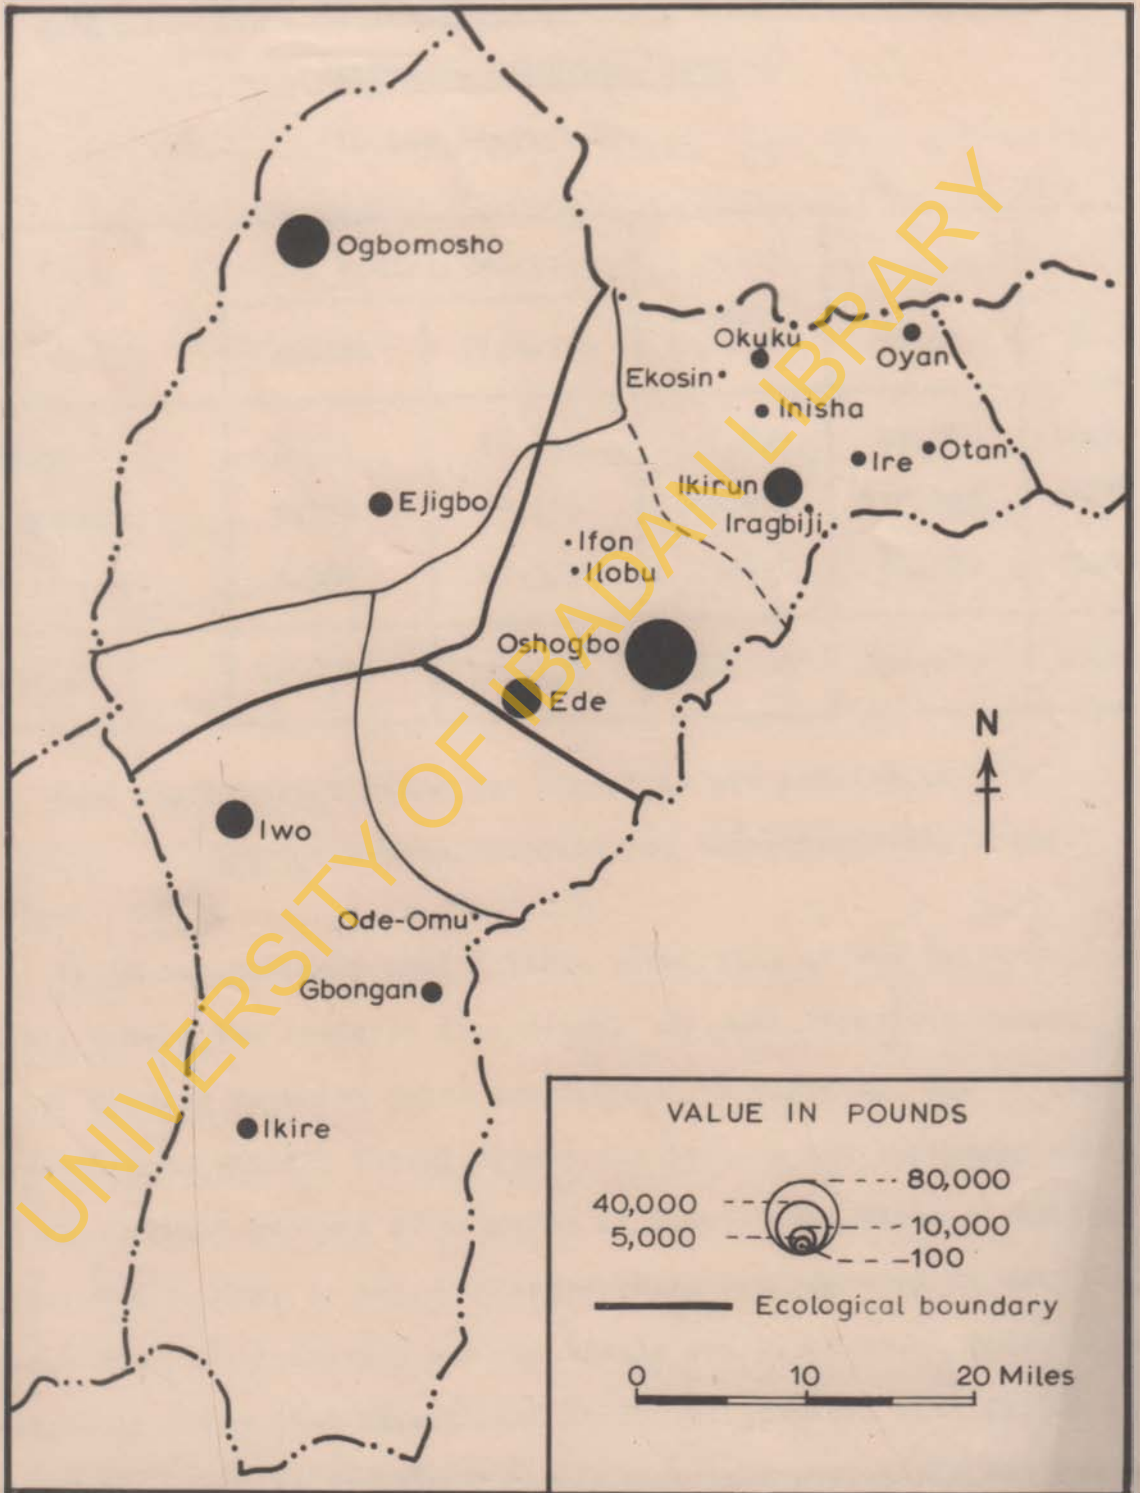 Ogbomosho
Okuku
Oyan
Ekosin
Inisha
Otan
Ire
Ikirun
Ejigbo
Iragbiji
Ifon
Ilobu
Oshogbo
Ede
N
Iwo
Ode-Omu
Gbongan
Ikire
VALUE IN POUNDS
80,000
40,000
10,000
5,000
100
Ecological boundary
0 10 20 Miles
UNIVERSITY OF IBADAN LIBRARY